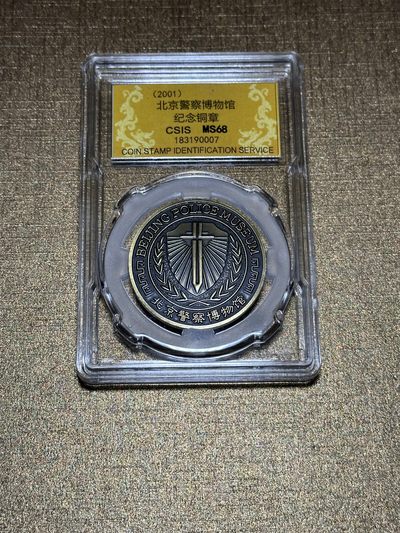 (2001)
北京警察博物馆
纪念铜章
CSIS MS68
183190007
COIN STAMP IDENTIFICATION SERVICE
BEIJING POLICE MUSEUM
北京警察博物馆